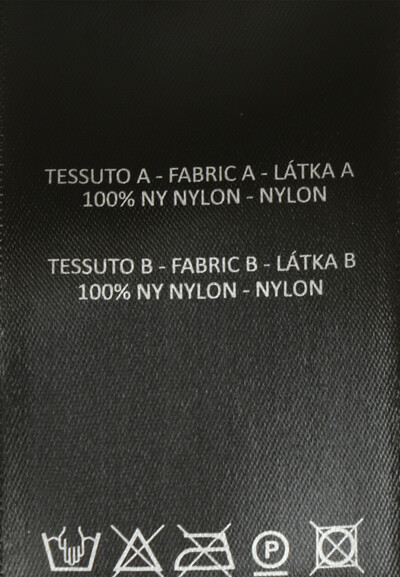 TESSUTO A - FABRIC A - LÁTKA A
100% NY NYLON - NYLON
TESSUTO B - FABRIC B - LÁTKA B
100% NY NYLON - NYLON
P